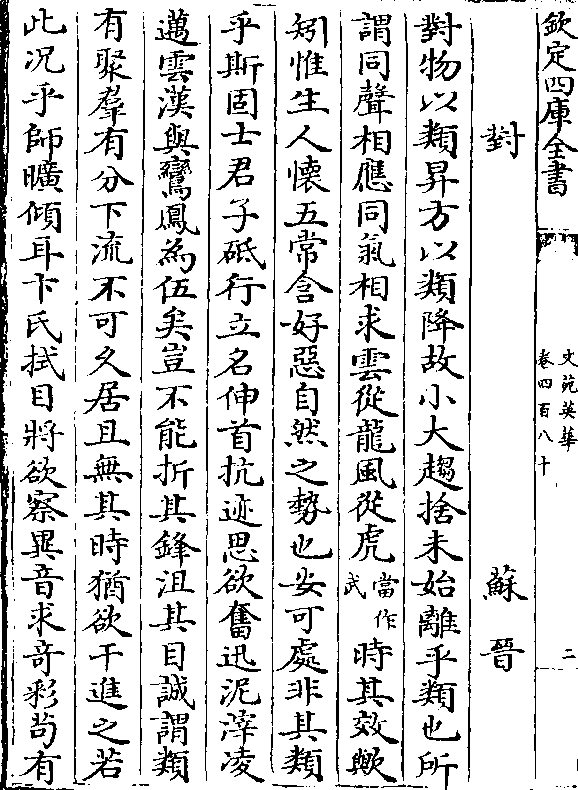 欽定四庫全書
文苑英華
卷四百八十
二
對
蘇晉
對物以類昇方以類降故小大趨捨未始離乎類也所
謂同聲相應同氣相求雲從龍風從虎當作武時其效歟
矧惟生人懷五常含好惡自然之勢也安可處非其類
乎斯固士君子砥行立名伸首抗迹思欲奮迅泥滓凌
邁雲漢與鸞鳳為伍矣豈不能折其鋒沮其目誠謂類
有聚羣有分下流不可久居且無其時猶欲干進之若
此况乎師曠傾耳卞氏拭目將欲察異音求奇彩苟有